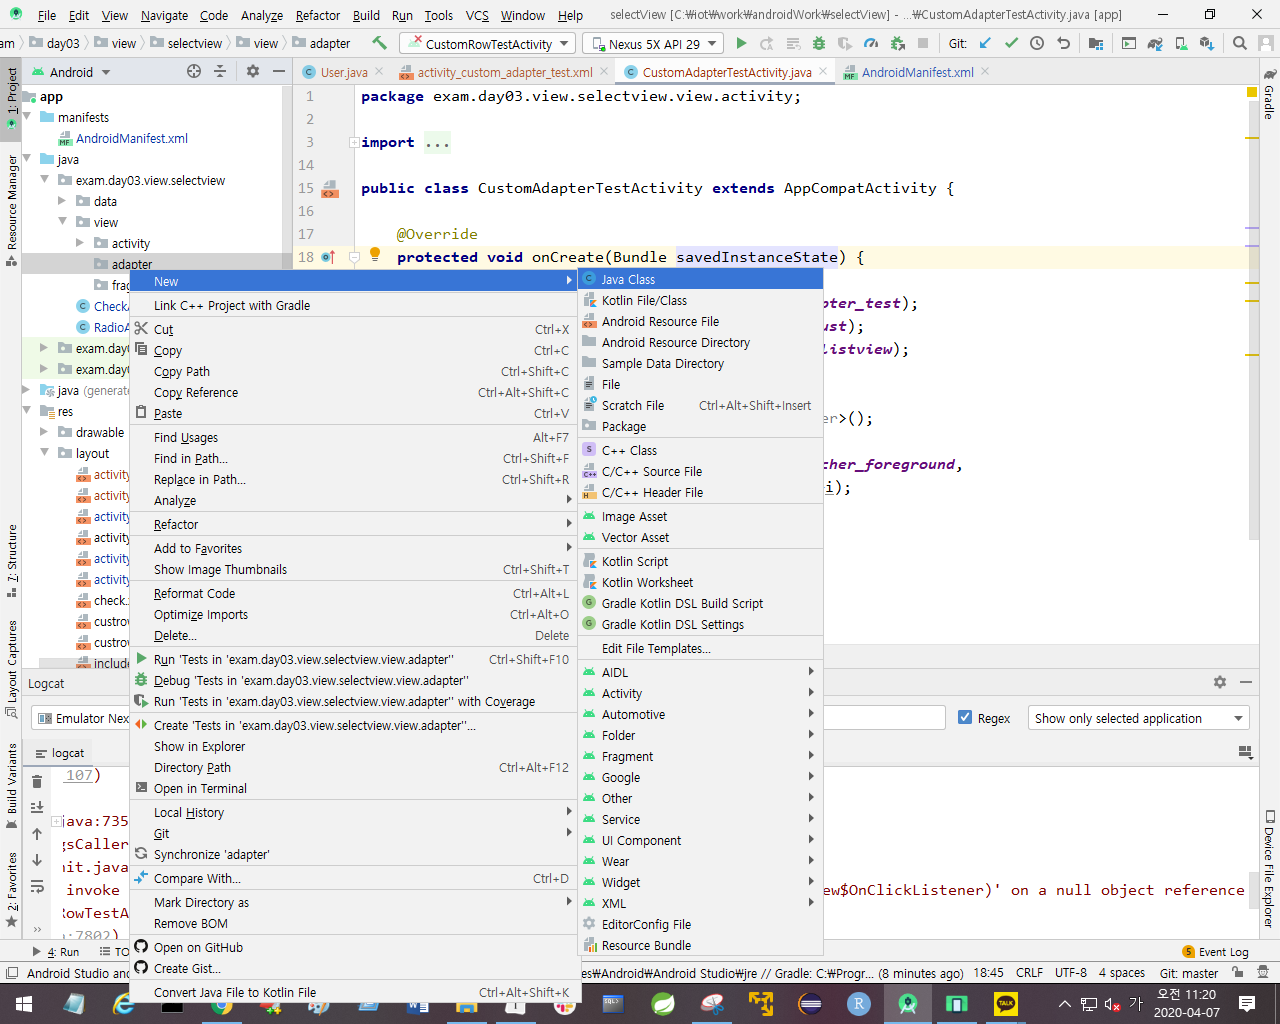 File Edit View Navigate Code Analyze Refactor Build Run Tools VCS Window Help selectView [C:₩iot₩work₩androidWork₩selectView] - ...₩CustomAdapterTestActivity.java [app]
am day03 view selectview view adapter CustomRowTestActivity Nexus 5X API 29 Git:
Android User.java activity_custom_adapter_test.xml CustomAdapterTestActivity.java AndroidManifest.xml
1: Project
Resource Manager
7: Structure
Layout Captures
Build Variants
2: Favorites
Gradle
Device File Explorer
app
manifests
AndroidManifest.xml
java
exam.day03.view.selectview
data
view
activity
adapter
frag
CheckA
RadioA
exam.day0
exam.day0
java (generate
res
drawable
layout
activity
activity
activity
activity
activity
activity
check.
custrov
custrov
include
1 package exam.day03.view.selectview.view.activity;
2
3 import ...
14
15 public class CustomAdapterTestActivity extends AppCompatActivity {
16
17 @Override
18 protected void onCreate(Bundle savedInstanceState) {
pter_test);
ust);
listview);
er>();
cher_foreground,
i);
New
Link C++ Project with Gradle
Cut Ctrl+X
Copy Ctrl+C
Copy Path Ctrl+Shift+C
Copy Reference Ctrl+Alt+Shift+C
Paste Ctrl+V
Find Usages Alt+F7
Find in Path... Ctrl+Shift+F
Replace in Path... Ctrl+Shift+R
Analyze
Refactor
Add to Favorites
Show Image Thumbnails Ctrl+Shift+T
Reformat Code Ctrl+Alt+L
Optimize Imports Ctrl+Alt+O
Delete... Delete
Run 'Tests in 'exam.day03.view.selectview.view.adapter'' Ctrl+Shift+F10
Debug 'Tests in 'exam.day03.view.selectview.view.adapter''
Run 'Tests in 'exam.day03.view.selectview.view.adapter'' with Coverage
Create 'Tests in 'exam.day03.view.selectview.view.adapter''...
Show in Explorer
Directory Path Ctrl+Alt+F12
Open in Terminal
Local History
Git
Synchronize 'adapter'
Compare With... Ctrl+D
Mark Directory as
Remove BOM
Open on GitHub
Create Gist...
Convert Java File to Kotlin File Ctrl+Alt+Shift+K
Java Class
Kotlin File/Class
Android Resource File
Android Resource Directory
Sample Data Directory
File
Scratch File Ctrl+Alt+Shift+Insert
Package
C++ Class
C/C++ Source File
C/C++ Header File
Image Asset
Vector Asset
Kotlin Script
Kotlin Worksheet
Gradle Kotlin DSL Build Script
Gradle Kotlin DSL Settings
Edit File Templates...
AIDL
Activity
Automotive
Folder
Fragment
Google
Other
Service
UI Component
Wear
Widget
XML
EditorConfig File
Resource Bundle
Logcat
Emulator Nex Regex Show only selected application
logcat
107)
java:735
gsCaller
nit.java
invoke ew$OnClickListener)' on a null object reference
RowTestA
a:7802)
4: Run TO Event Log
Android Studio and es₩Android₩Android Studio₩jre // Gradle: C:₩Progr... (8 minutes ago) 18:45 CRLF UTF-8 4 spaces Git: master
TALK 가 오전 11:20
2020-04-07